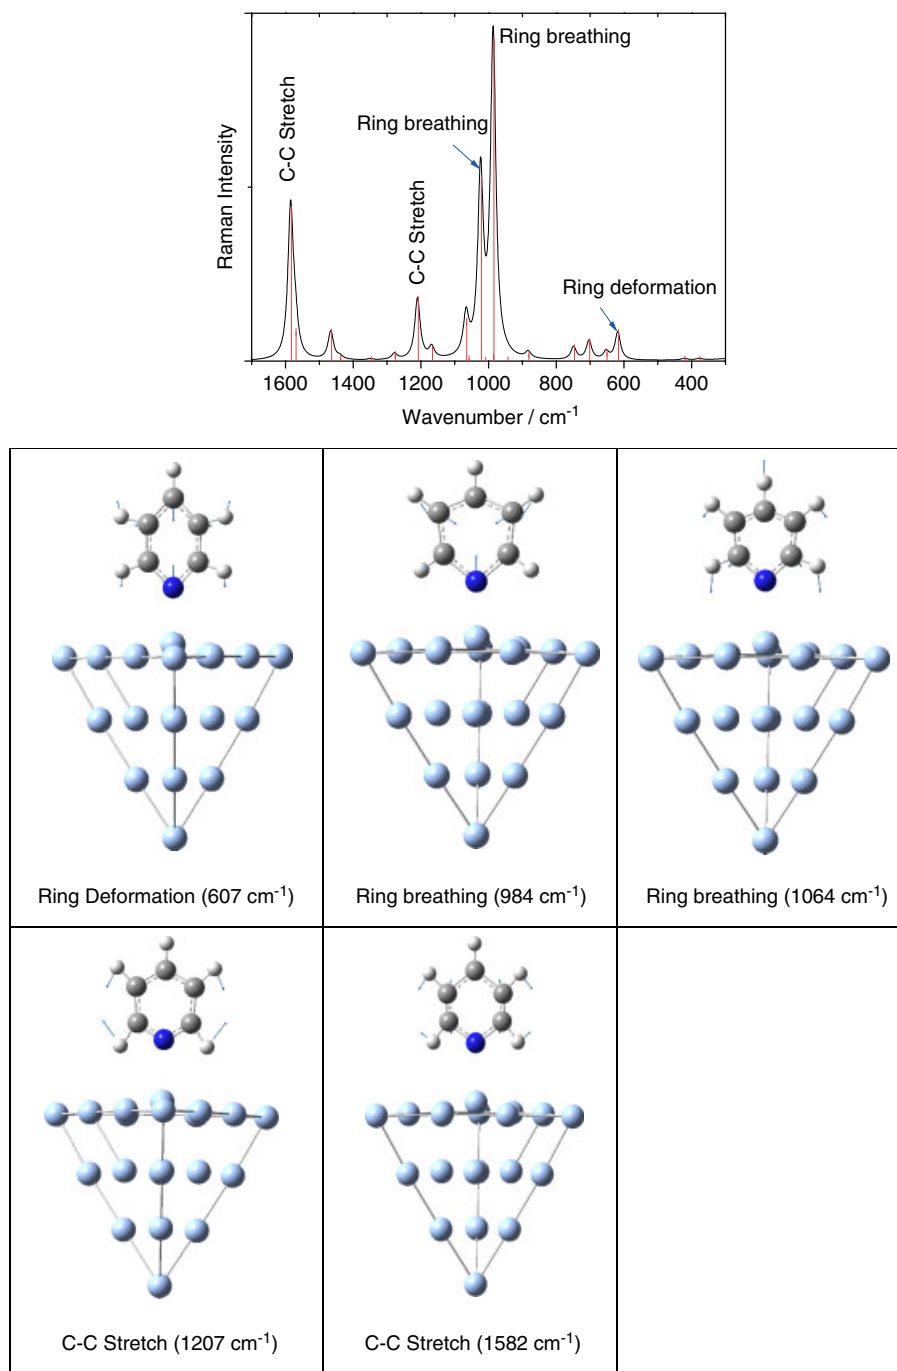 Ring breathing
Ring breathing
C-C Stretch
C-C Stretch
Ring deformation
Raman Intensity
1600 1400 1200 1000 800 600 400
Wavenumber / cm⁻¹
Ring Deformation (607 cm⁻¹)
Ring breathing (984 cm⁻¹)
Ring breathing (1064 cm⁻¹)
C-C Stretch (1207 cm⁻¹)
C-C Stretch (1582 cm⁻¹)